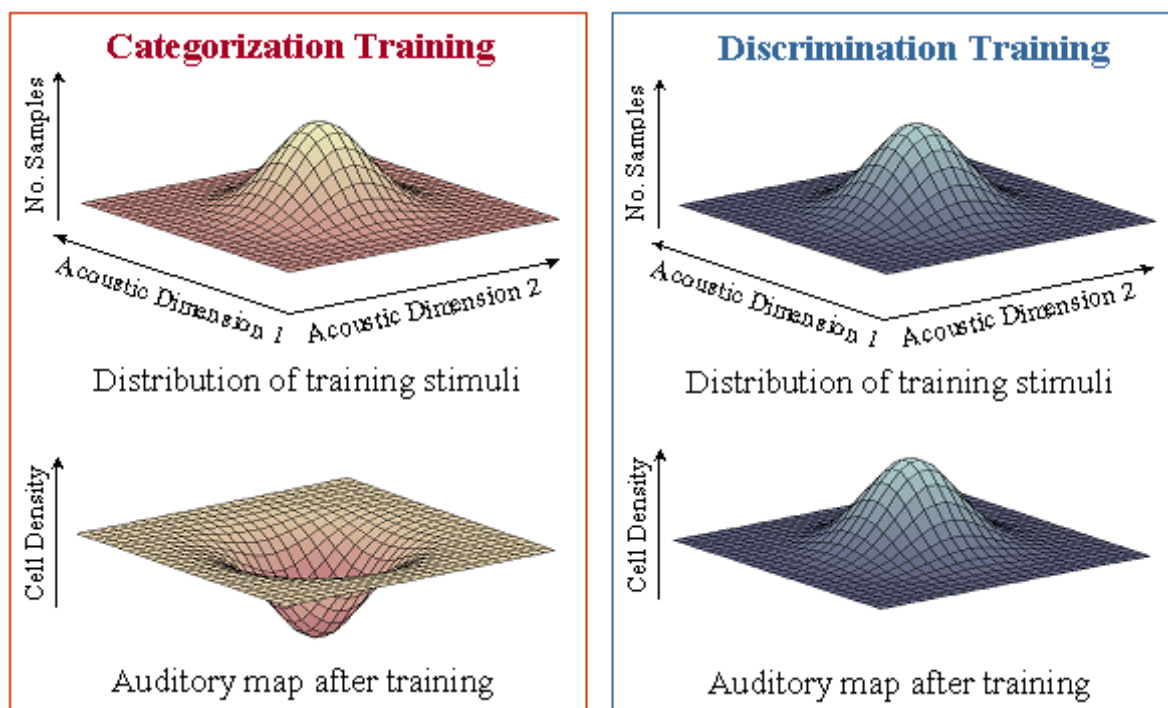 Categorization Training
No. Samples
Acoustic Dimension 1
Acoustic Dimension 2
Distribution of training stimuli
Cell Density
Auditory map after training
Discrimination Training
No. Samples
Acoustic Dimension 1
Acoustic Dimension 2
Distribution of training stimuli
Cell Density
Auditory map after training